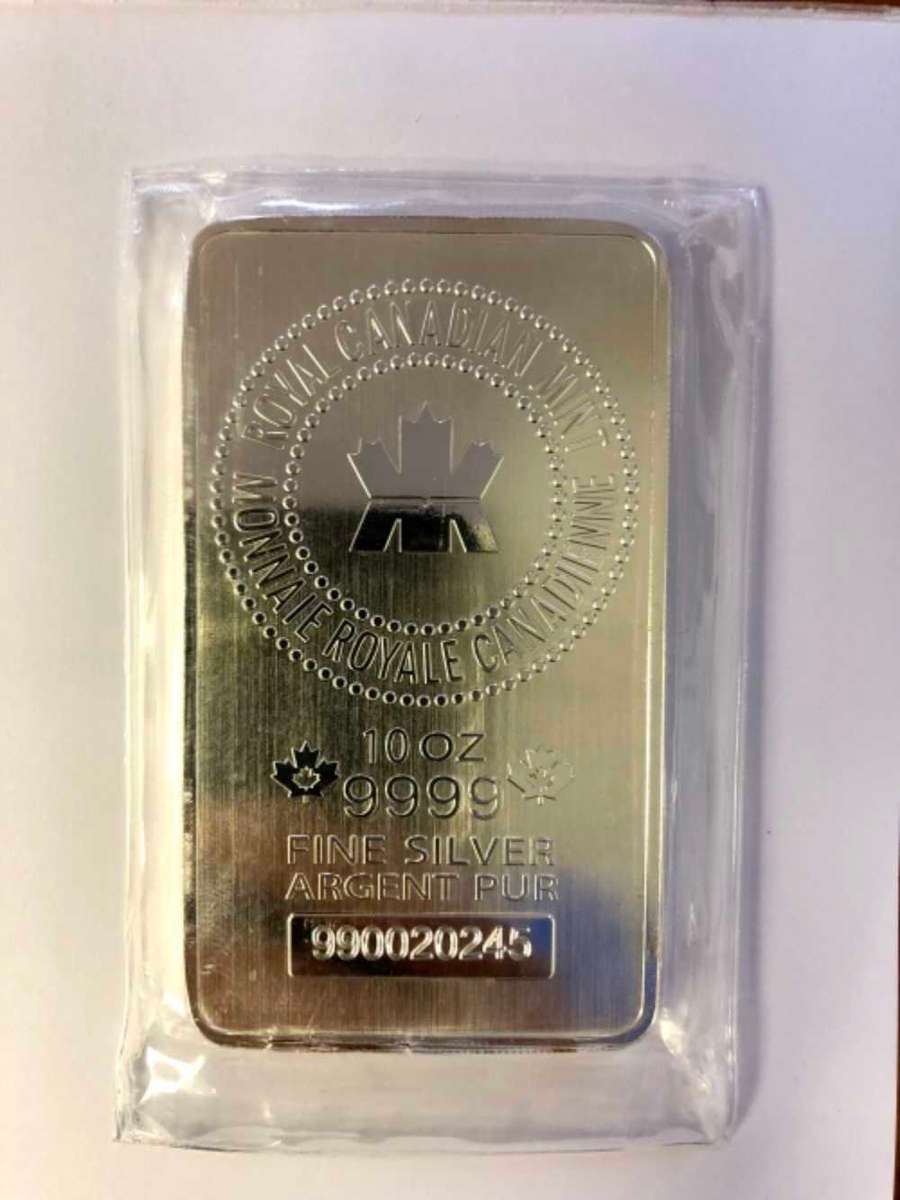 ROYAL CANADIAN MINT
MONNAIE ROYALE CANADIENNE
10 OZ
9999
FINE SILVER
ARGENT PUR
990020245